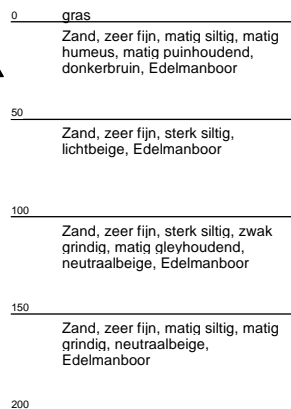 0 gras
Zand, zeer fijn, matig siltig, matig
humeus, matig puinhoudend,
donkerbruin, Edelmanboor
50
Zand, zeer fijn, sterk siltig,
lichtbeige, Edelmanboor
100
Zand, zeer fijn, sterk siltig, zwak
grindig, matig gleyhoudend,
neutraalbeige, Edelmanboor
150
Zand, zeer fijn, matig siltig, matig
grindig, neutraalbeige,
Edelmanboor
200